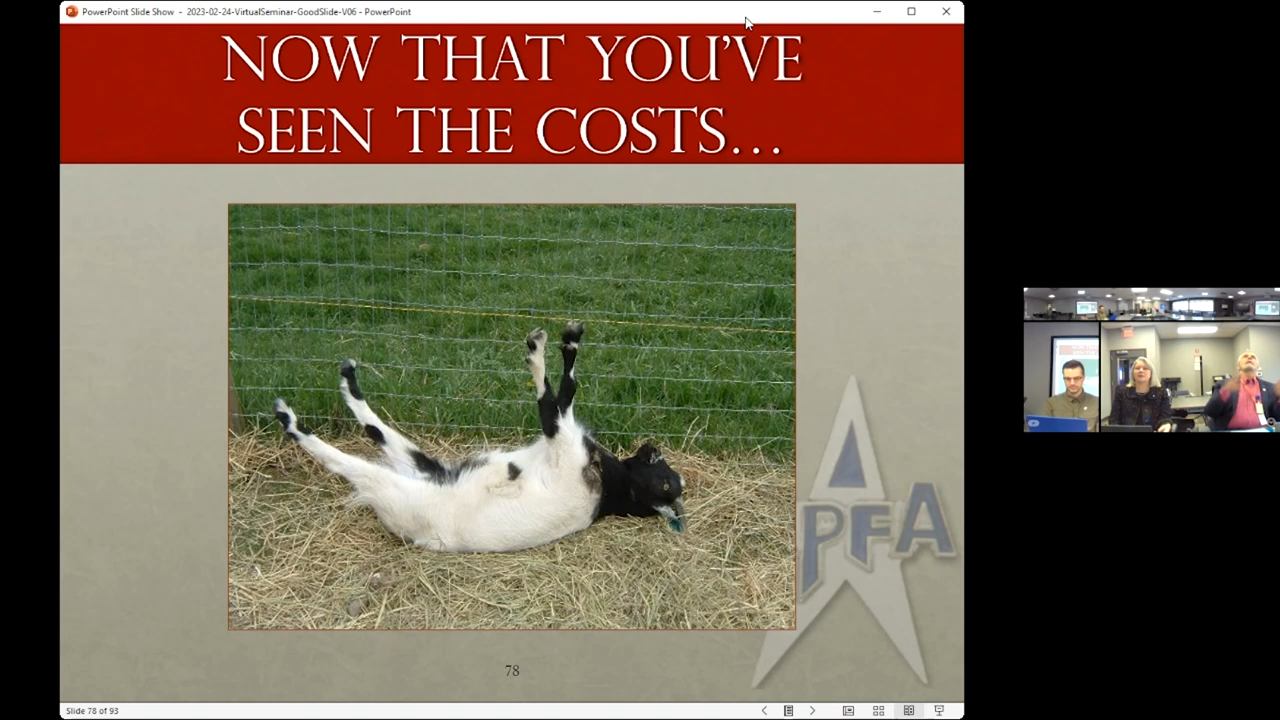 PowerPoint Slide Show - 2023-02-24-VirtualSeminar-GoodSlide-V06 - PowerPoint
NOW THAT YOU'VE
SEEN THE COSTS...
PFA
78
Slide 78 of 93